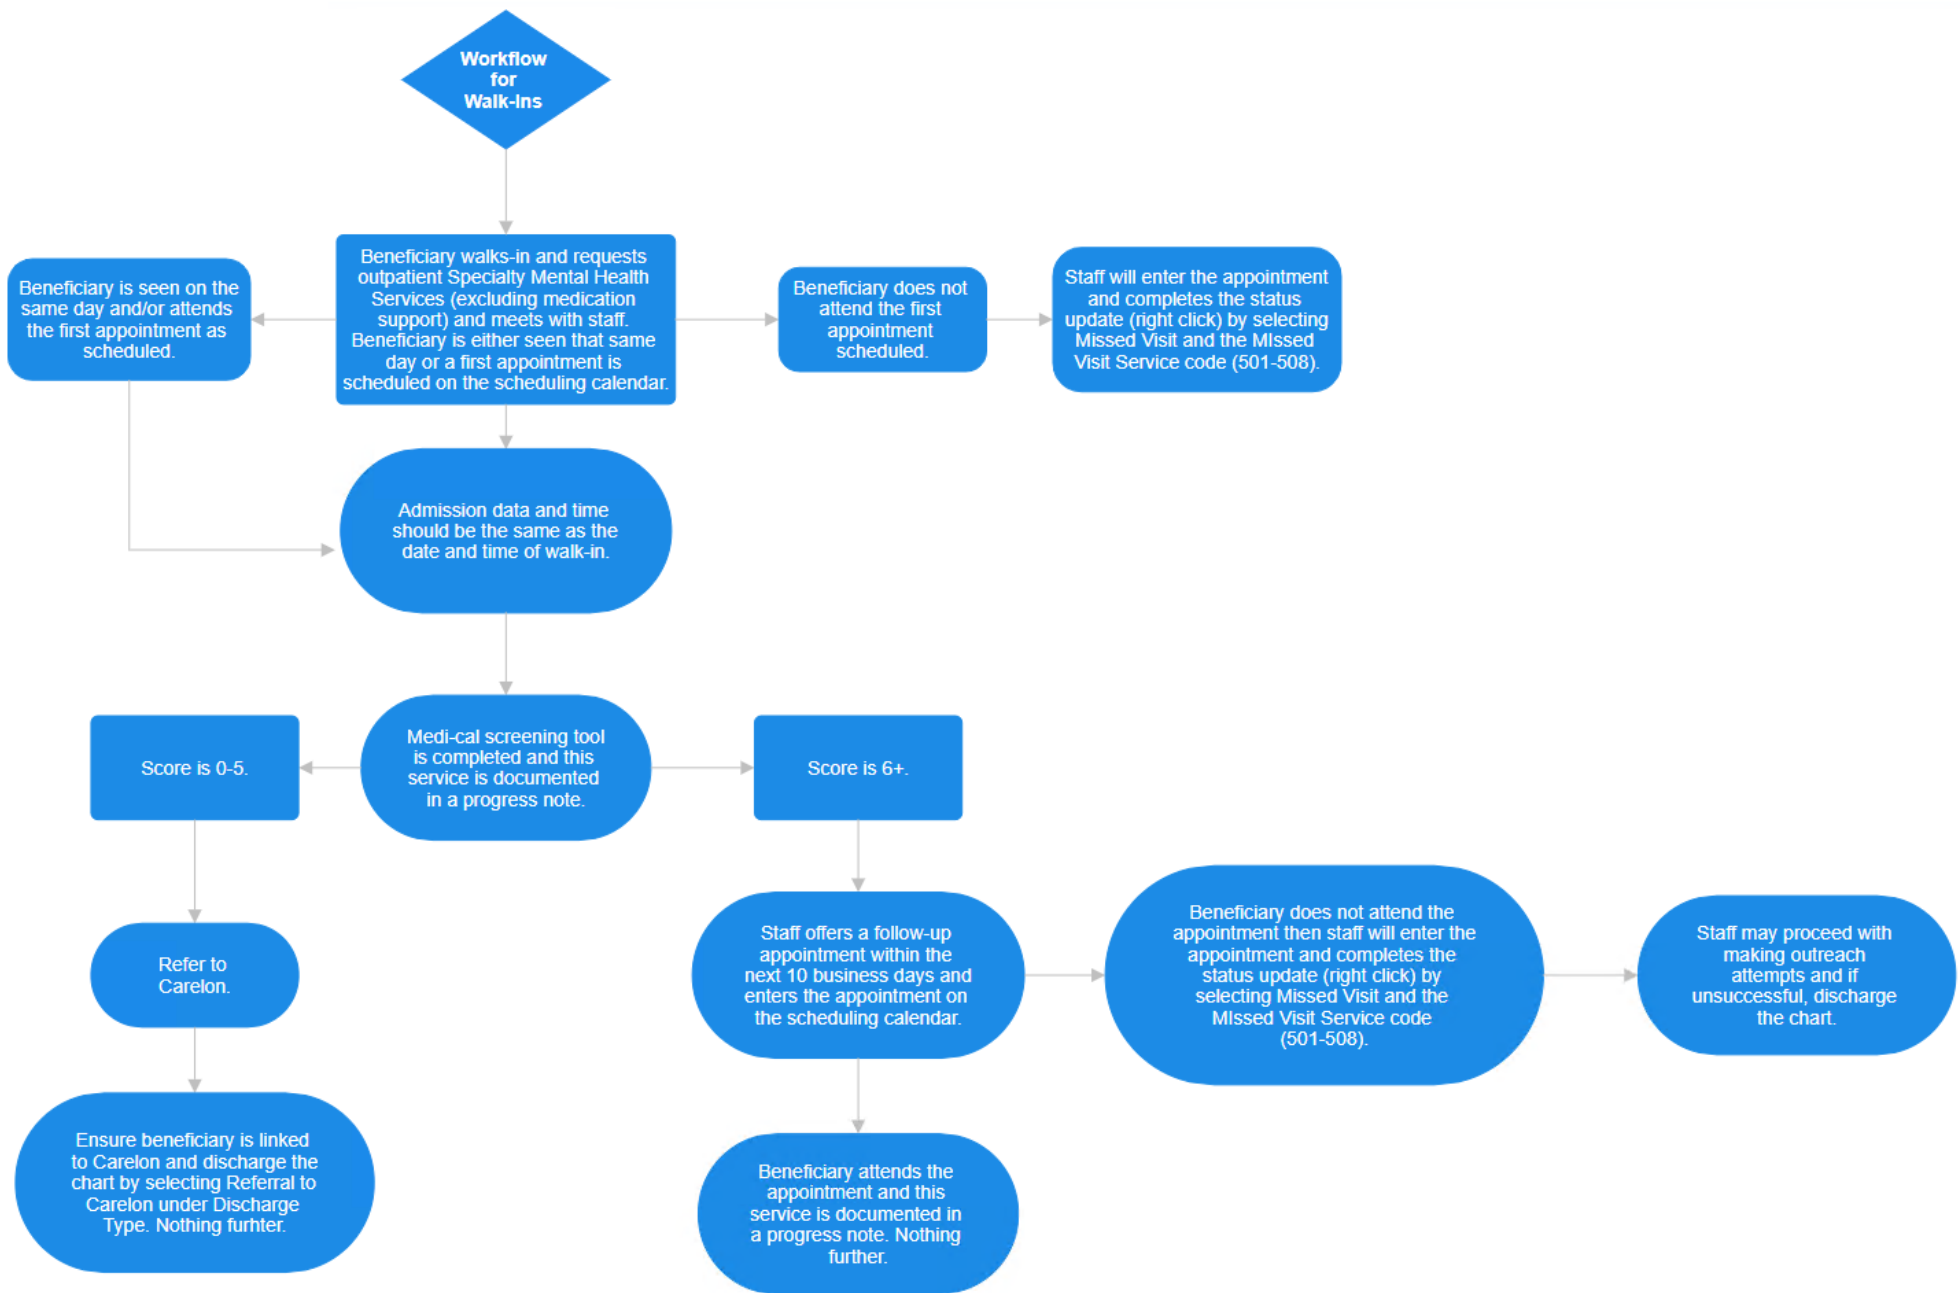 Workflow
for
Walk-Ins
Beneficiary is seen on the
same day and/or attends
the first appointment as
scheduled.
Beneficiary walks-in and requests
outpatient Specialty Mental Health
Services (excluding medication
support) and meets with staff.
Beneficiary is either seen that same
day or a first appointment is
scheduled on the scheduling calendar.
Beneficiary does not
attend the first
appointment
scheduled.
Staff will enter the appointment
and completes the status
update (right click) by selecting
Missed Visit and the MIssed
Visit Service code (501-508).
Admission data and time
should be the same as the
date and time of walk-in.
Score is 0-5.
Medi-cal screening tool
is completed and this
service is documented
in a progress note.
Score is 6+.
Refer to
Carelon.
Staff offers a follow-up
appointment within the
next 10 business days and
enters the appointment on
the scheduling calendar.
Beneficiary does not attend the
appointment then staff will enter the
appointment and completes the
status update (right click) by
selecting Missed Visit and the
MIssed Visit Service code
(501-508).
Staff may proceed with
making outreach
attempts and if
unsuccessful, discharge
the chart.
Ensure beneficiary is linked
to Carelon and discharge the
chart by selecting Referral to
Carelon under Discharge
Type. Nothing furhter.
Beneficiary attends the
appointment and this
service is documented in
a progress note. Nothing
further.